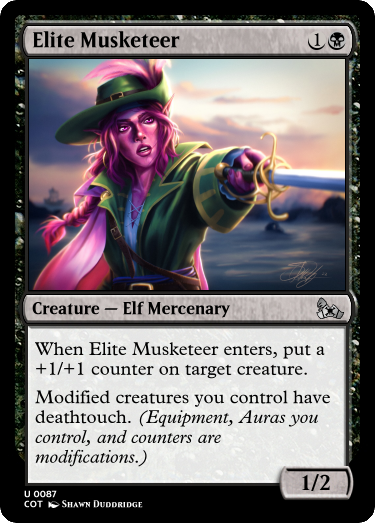 Elite Musketeer 1
Creature — Elf Mercenary
When Elite Musketeer enters, put a
+1/+1 counter on target creature.
Modified creatures you control have
deathtouch. (Equipment, Auras you
control, and counters are
modifications.)
1/2
U 0087
COT Shawn Duddridge